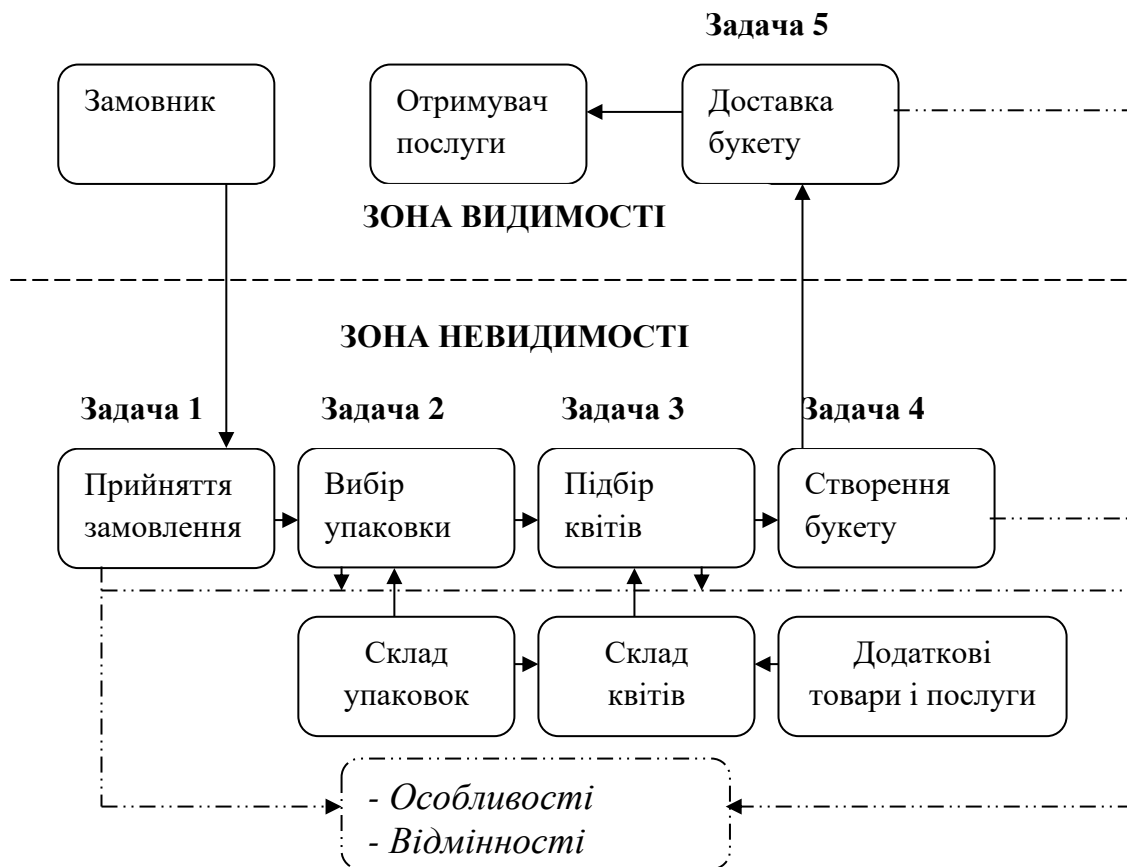 Задача 5
Замовник
Отримувач
послуги
Доставка
букету
ЗОНА ВИДИМОСТІ
ЗОНА НЕВИДИМОСТІ
Задача 1
Задача 2
Задача 3
Задача 4
Прийняття
замовлення
Вибір
упаковки
Підбір
квітів
Створення
букету
Склад
упаковок
Склад
квітів
Додаткові
товари і послуги
- Особливості
- Відмінності